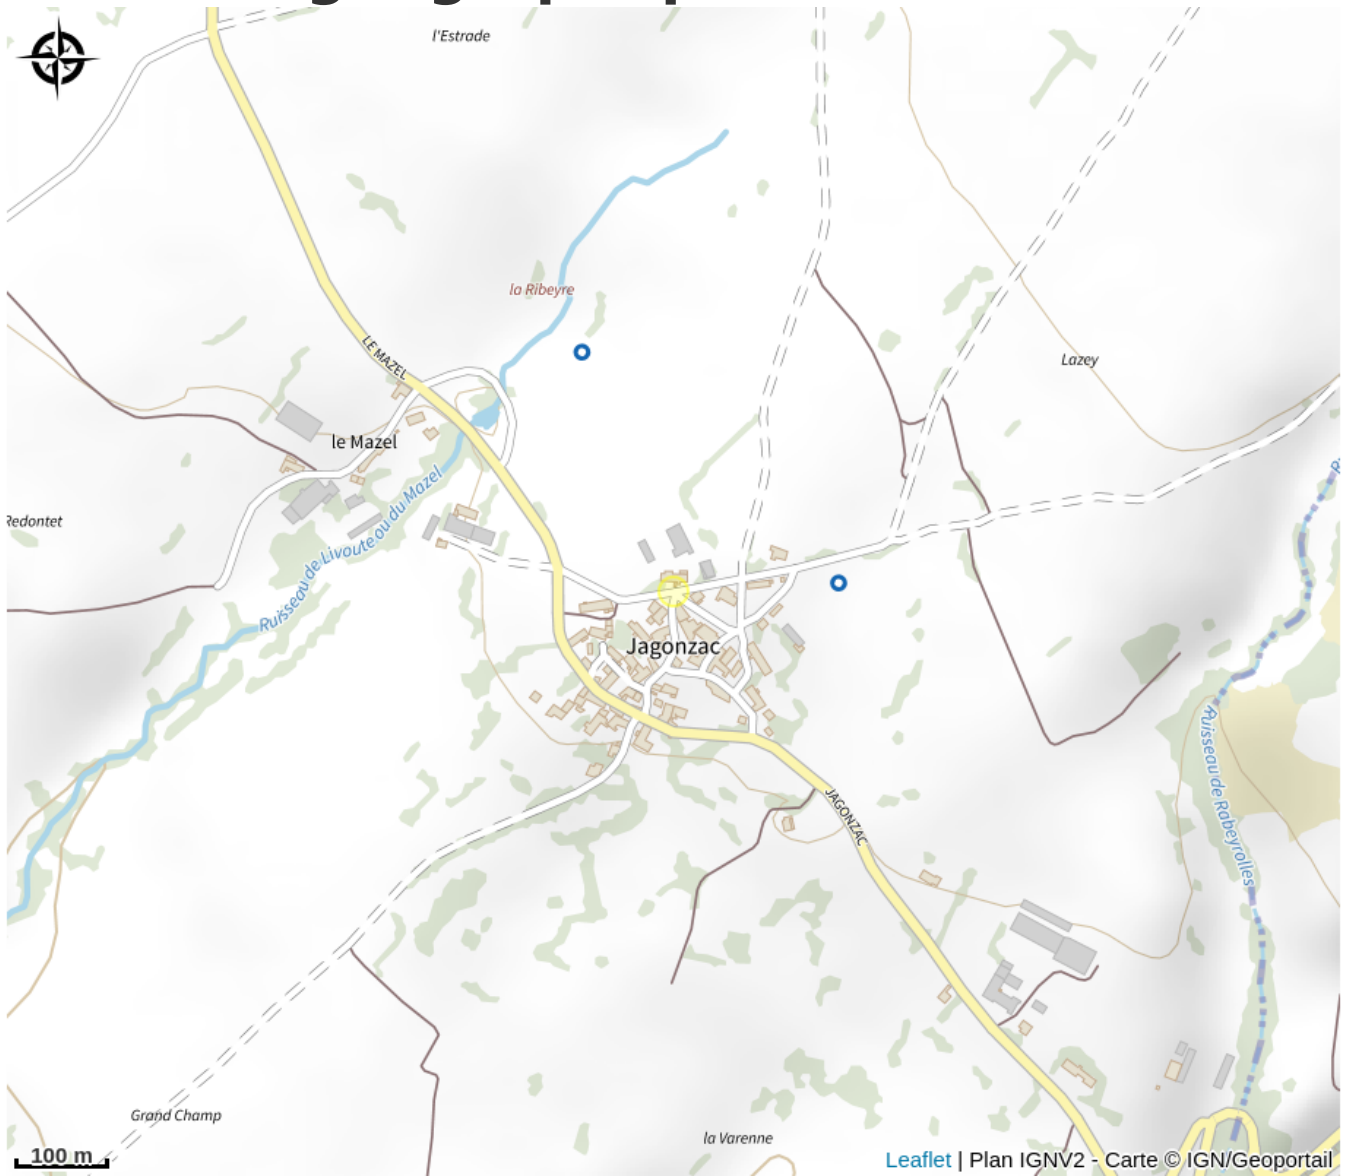 l'Estrade
la Ribeyre
LE MAZEL
Lazey
le Mazel
Redontet
Ruisseau de Livoute ou du Mazel
Jagonzac
Ruisseau de Rabeyrolles
JAGONZAC
Grand Champ
la Varenne
100 m
Leaflet | Plan IGNV2 - Carte © IGN/Geoportail